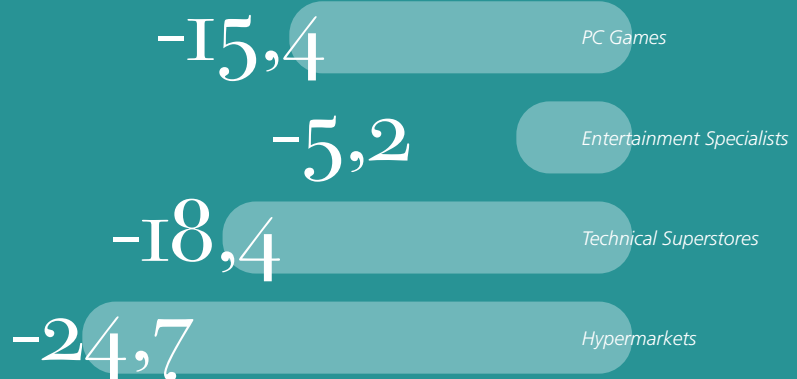 -15,4 PC Games
-5,2 Entertainment Specialists
-18,4 Technical Superstores
-24,7 Hypermarkets